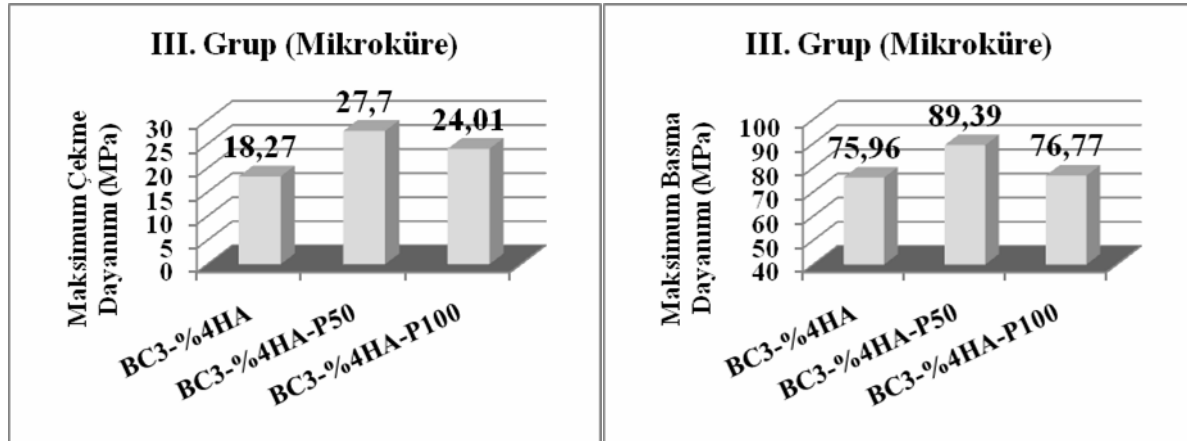 III. Grup (Mikroküre)
Maksimum Çekme
Dayanımı (MPa)
30
25
20
15
10
5
0
18,27
27,7
24,01
BC3-%4HA
BC3-%4HA-P50
BC3-%4HA-P100
III. Grup (Mikroküre)
Maksimum Basma
Dayanımı (MPa)
100
90
80
70
60
50
40
75,96
89,39
76,77
BC3-%4HA
BC3-%4HA-P50
BC3-%4HA-P100